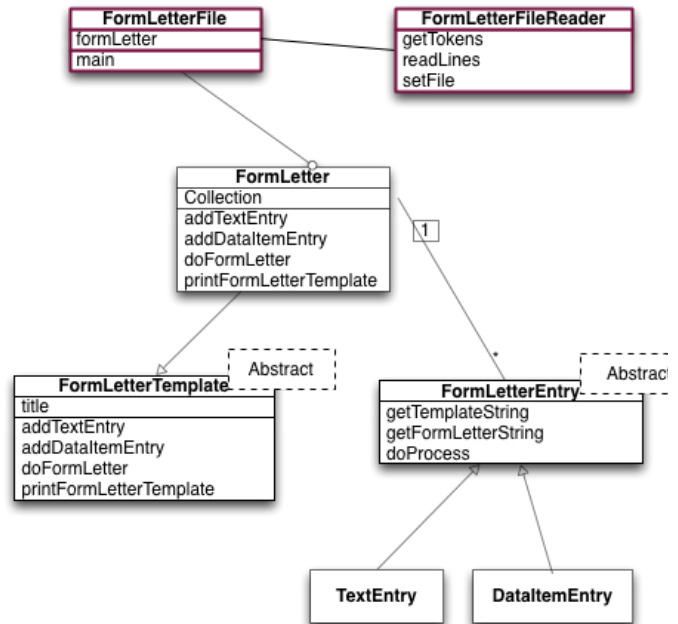 FormLetterFile
formLetter
main
FormLetterFileReader
getTokens
readLines
setFile
FormLetter
Collection
addTextEntry
addDataItemEntry
doFormLetter
printFormLetterTemplate
1
*
Abstract
FormLetterTemplate
title
addTextEntry
addDataItemEntry
doFormLetter
printFormLetterTemplate
Abstract
FormLetterEntry
getTemplateString
getFormLetterString
doProcess
TextEntry
DataItemEntry